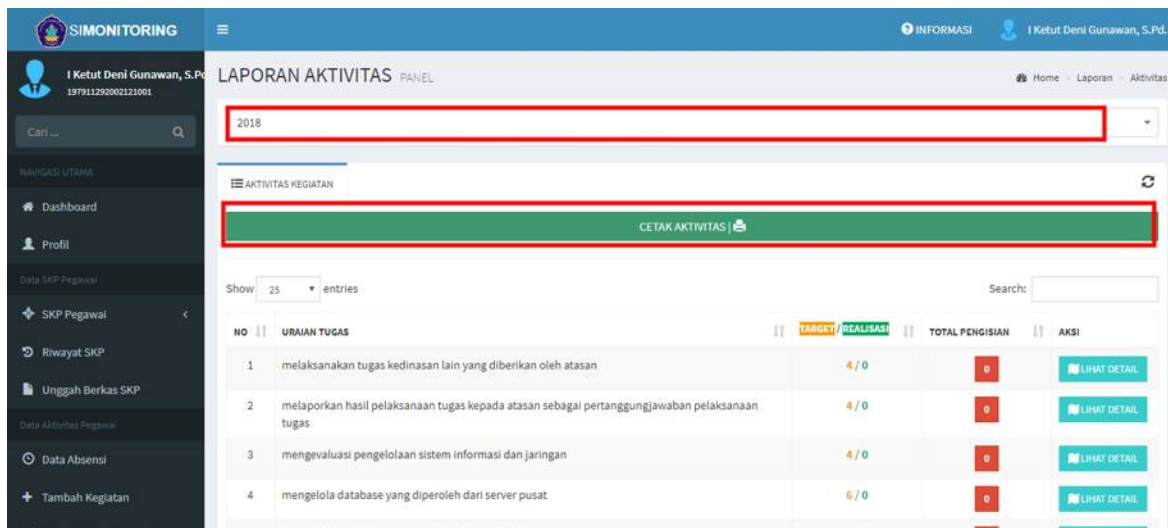 SIMONITORING
INFORMASI
I Ketut Deni Gunawan, S.Pd.
I Ketut Deni Gunawan, S.Pd
197911292002121001
LAPORAN AKTIVITAS PANEL
Home - Laporan - Aktivitas
Cari ...
2018
NAVIGASI UTAMA
Dashboard
Profil
Data SKP Pegawai
SKP Pegawai
Riwayat SKP
Unggah Berkas SKP
Data Aktivitas Pegawai
Data Absensi
Tambah Kegiatan
AKTIVITAS KEGIATAN
CETAK AKTIVITAS |
Show 25 entries
Search:
NO URAIAN TUGAS TARGET / REALISASI TOTAL PENGISIAN AKSI
1 melaksanakan tugas kedinasan lain yang diberikan oleh atasan 4 / 0 0 LIHAT DETAIL
2 melaporkan hasil pelaksanaan tugas kepada atasan sebagai pertanggungjawaban pelaksanaan 4 / 0 0 LIHAT DETAIL
tugas
3 mengevaluasi pengelolaan sistem informasi dan jaringan 4 / 0 0 LIHAT DETAIL
4 mengelola database yang diperoleh dari server pusat 6 / 0 0 LIHAT DETAIL